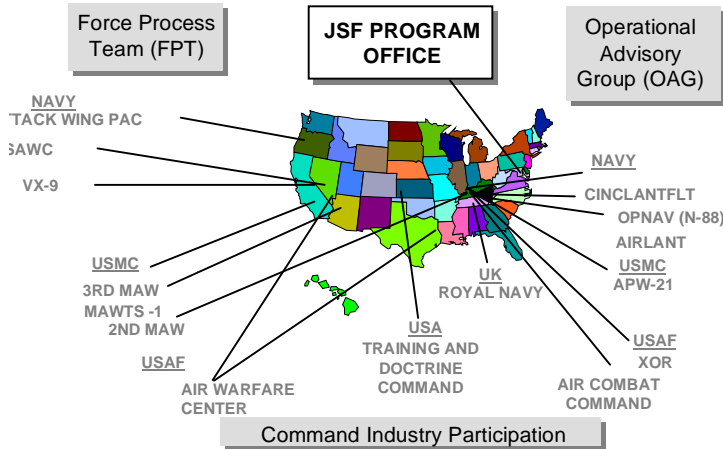 Force Process
Team (FPT)
JSF PROGRAM
OFFICE
Operational
Advisory
Group (OAG)
NAVY
TTACK WING PAC
SAWC
VX-9
USMC
3RD MAW
MAWTS -1
2ND MAW
USAF
AIR WARFARE
CENTER
USA
TRAINING AND
DOCTRINE
COMMAND
UK
ROYAL NAVY
NAVY
CINCLANTFLT
OPNAV (N-88)
AIRLANT
USMC
APW-21
USAF
XOR
AIR COMBAT
COMMAND
Command Industry Participation